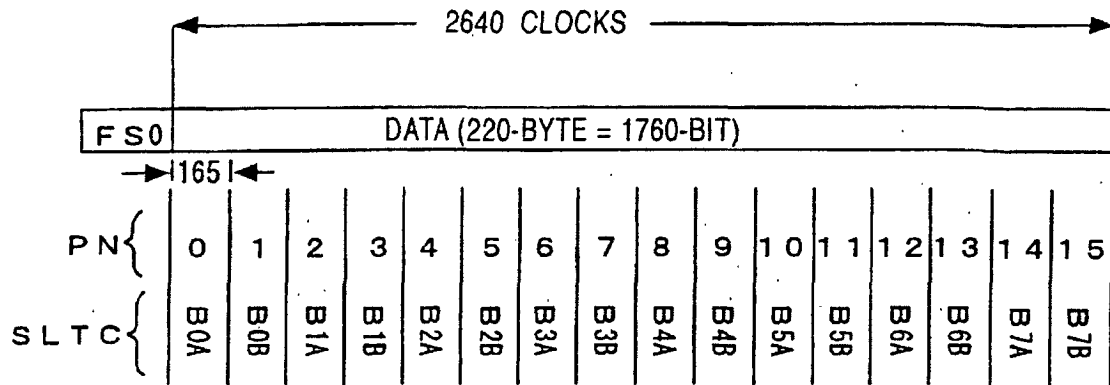 2640 CLOCKS
FS0 DATA (220-BYTE = 1760-BIT)
165
PN 0 1 2 3 4 5 6 7 8 9 10 11 12 13 14 15
SLTC B0A B0B B1A B1B B2A B2B B3A B3B B4A B4B B5A B5B B6A B6B B7A B7B